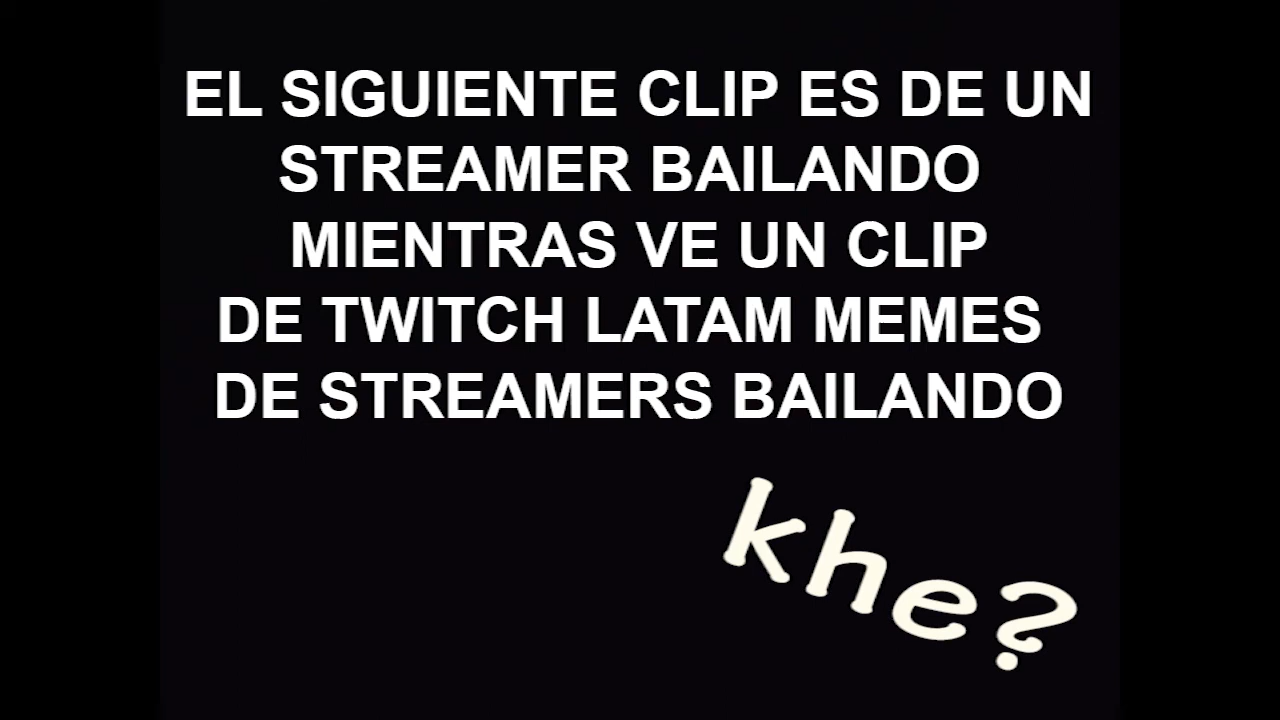 EL SIGUIENTE CLIP ES DE UN
STREAMER BAILANDO
MIENTRAS VE UN CLIP
DE TWITCH LATAM MEMES
DE STREAMERS BAILANDO
khe?